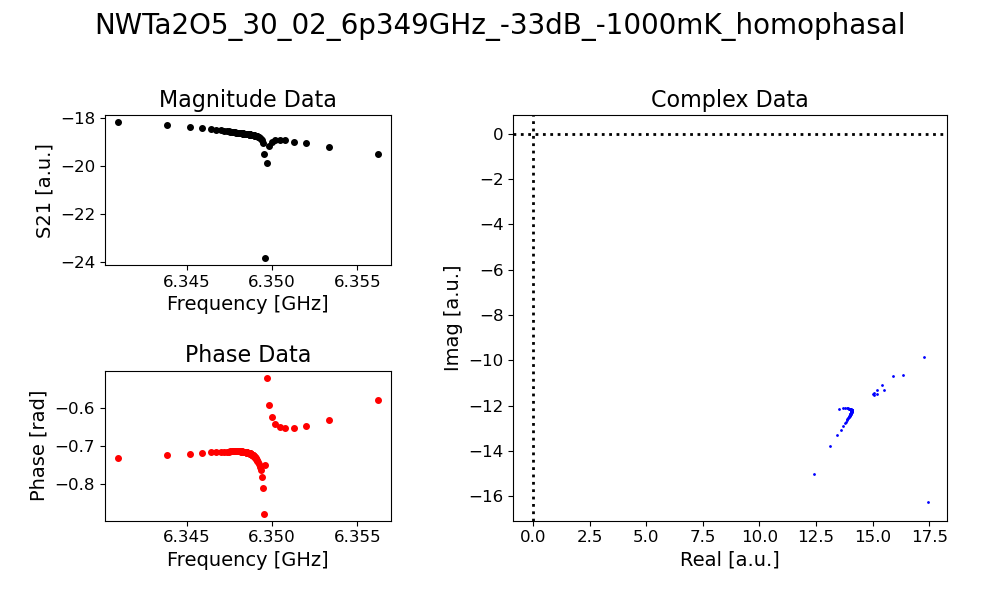 NWTa2O5_30_02_6p349GHz_-33dB_-1000mK_homophasal
Magnitude Data
S21 [a.u.]
−18
−20
−22
−24
6.345 6.350 6.355
Frequency [GHz]
Phase Data
Phase [rad]
−0.6
−0.7
−0.8
6.345 6.350 6.355
Frequency [GHz]
Complex Data
Imag [a.u.]
0
−2
−4
−6
−8
−10
−12
−14
−16
0.0 2.5 5.0 7.5 10.0 12.5 15.0 17.5
Real [a.u.]